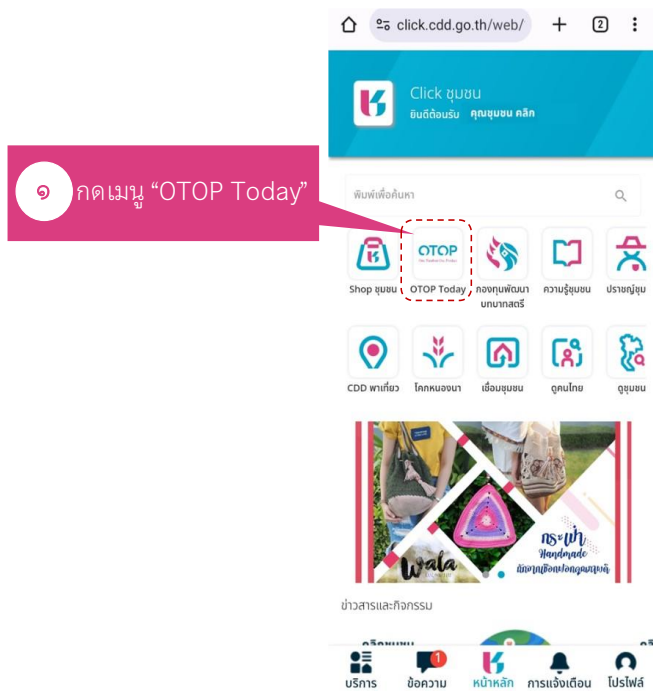 click.cdd.go.th/web/
2
Click ชุมชน
ยินดีต้อนรับ คุณชุมชน คลิก
๑ กดเมนู “OTOP Today”
พิมพ์เพื่อค้นหา
OTOP
Shop ชุมชน
OTOP Today
กองทุนพัฒนา
บทบาทสตรี
ความรู้ชุมชน
ปราชญ์ชุม
CDD พาเที่ยว
โคกหนองนา
เชื่อมชุมชน
ดูคนไทย
ดูชุมชน
กระเป๋า
Handmade
Wala
ข่าวสารและกิจกรรม
1
บริการ
ข้อความ
หน้าหลัก
การแจ้งเตือน
โปรไฟล์